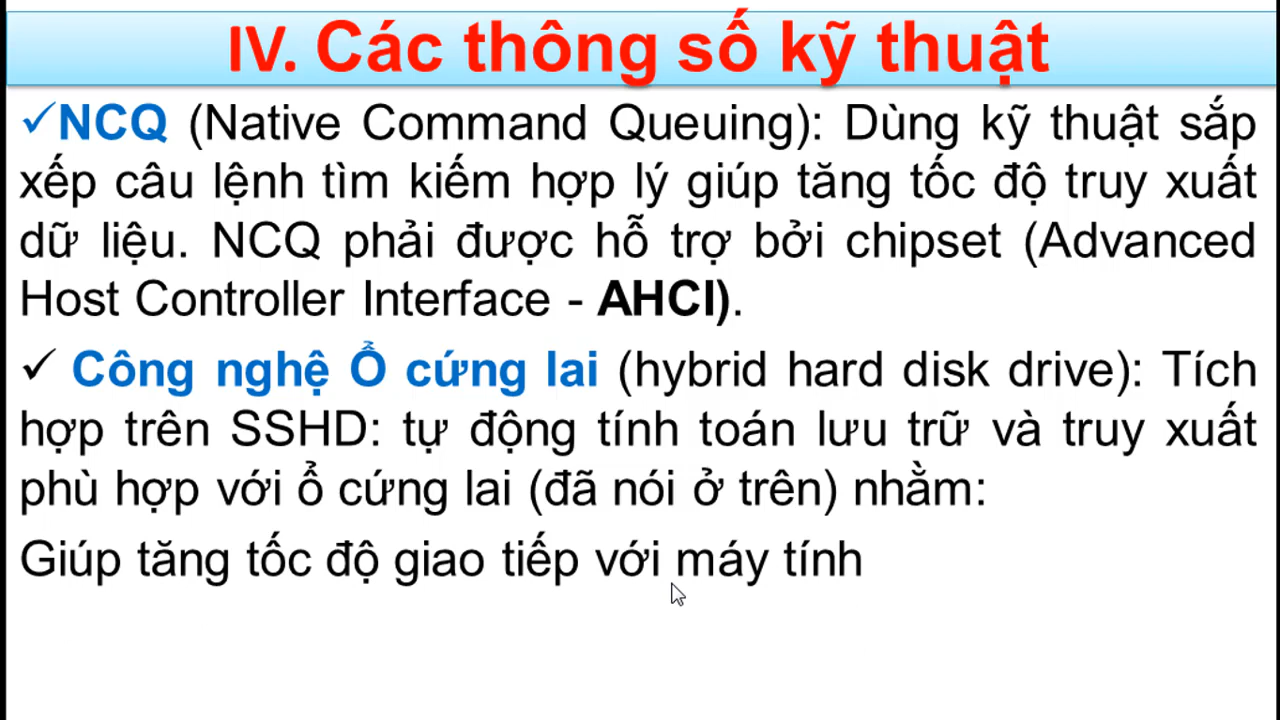 IV. Các thông số kỹ thuật
✓NCQ (Native Command Queuing): Dùng kỹ thuật sắp
xếp câu lệnh tìm kiếm hợp lý giúp tăng tốc độ truy xuất
dữ liệu. NCQ phải được hỗ trợ bởi chipset (Advanced
Host Controller Interface - AHCI).
✓ Công nghệ Ổ cứng lai (hybrid hard disk drive): Tích
hợp trên SSHD: tự động tính toán lưu trữ và truy xuất
phù hợp với ổ cứng lai (đã nói ở trên) nhằm:
Giúp tăng tốc độ giao tiếp với máy tính